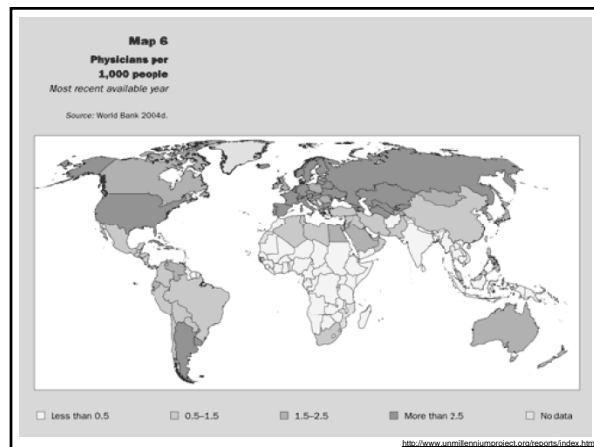 Map 6
Physicians per
1,000 people
Most recent available year
Source: World Bank 2004d.
Less than 0.5
0.5–1.5
1.5–2.5
More than 2.5
No data
http://www.unmillenniumproject.org/reports/index.htm